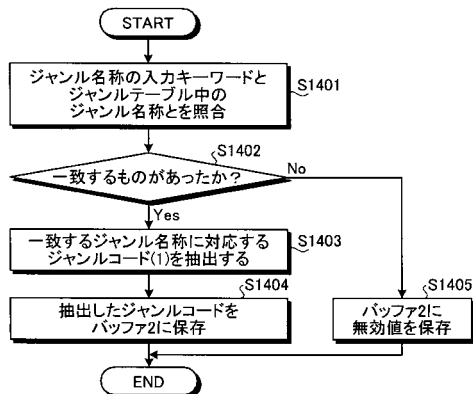 START
ジャンル名称の入力キーワードと
ジャンルテーブル中の
ジャンル名称とを照合
S1401
S1402
一致するものがあったか?
No
Yes
一致するジャンル名称に対応する
ジャンルコード(1)を抽出する
S1403
S1404
抽出したジャンルコードを
バッファ2に保存
S1405
バッファ2に
無効値を保存
END